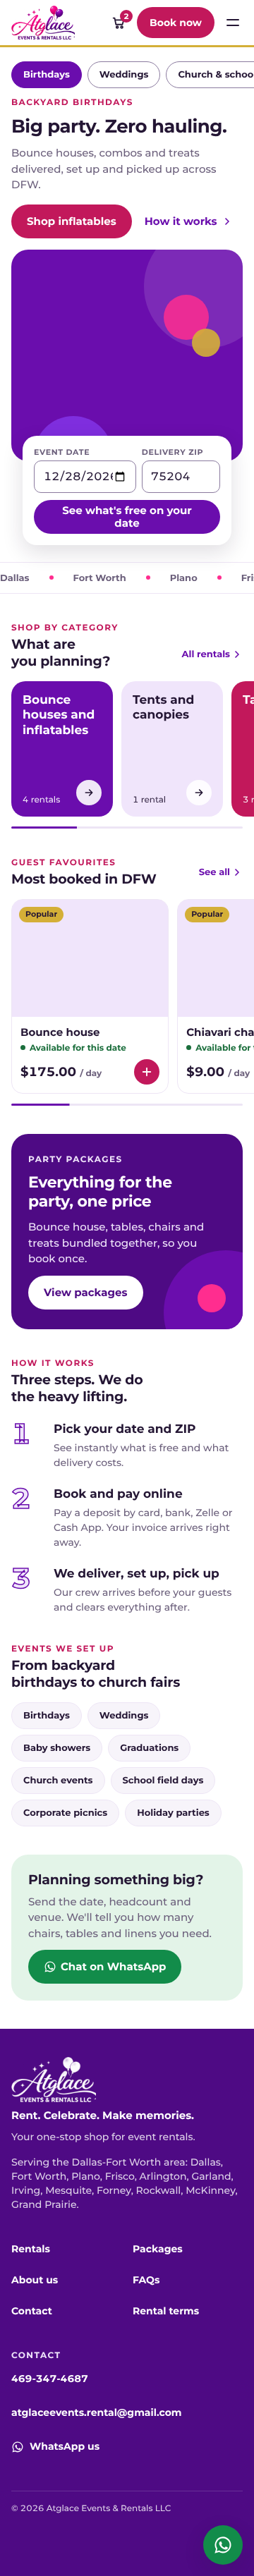 Atglace
EVENTS & RENTALS LLC
2
Book now
Birthdays
Weddings
Church & schoo
BACKYARD BIRTHDAYS
Big party. Zero hauling.
Bounce houses, combos and treats
delivered, set up and picked up across
DFW.
Shop inflatables
How it works
EVENT DATE
DELIVERY ZIP
12/28/2026
75204
See what's free on your
date
Dallas
Fort Worth
Plano
Fri
SHOP BY CATEGORY
What are
you planning?
All rentals
Bounce
houses and
inflatables
4 rentals
Tents and
canopies
1 rental
Ta
3 r
GUEST FAVOURITES
Most booked in DFW
See all
Popular
Bounce house
Available for this date
$175.00 / day
Popular
Chiavari cha
Available for
$9.00 / day
PARTY PACKAGES
Everything for the
party, one price
Bounce house, tables, chairs and
treats bundled together, so you
book once.
View packages
HOW IT WORKS
Three steps. We do
the heavy lifting.
1
Pick your date and ZIP
See instantly what is free and what
delivery costs.
2
Book and pay online
Pay a deposit by card, bank, Zelle or
Cash App. Your invoice arrives right
away.
3
We deliver, set up, pick up
Our crew arrives before your guests
and clears everything after.
EVENTS WE SET UP
From backyard
birthdays to church fairs
Birthdays
Weddings
Baby showers
Graduations
Church events
School field days
Corporate picnics
Holiday parties
Planning something big?
Send the date, headcount and
venue. We'll tell you how many
chairs, tables and linens you need.
Chat on WhatsApp
Atglace
EVENTS & RENTALS LLC
Rent. Celebrate. Make memories.
Your one-stop shop for event rentals.
Serving the Dallas-Fort Worth area: Dallas,
Fort Worth, Plano, Frisco, Arlington, Garland,
Irving, Mesquite, Forney, Rockwall, McKinney,
Grand Prairie.
Rentals
Packages
About us
FAQs
Contact
Rental terms
CONTACT
469-347-4687
atglaceevents.rental@gmail.com
WhatsApp us
© 2026 Atglace Events & Rentals LLC